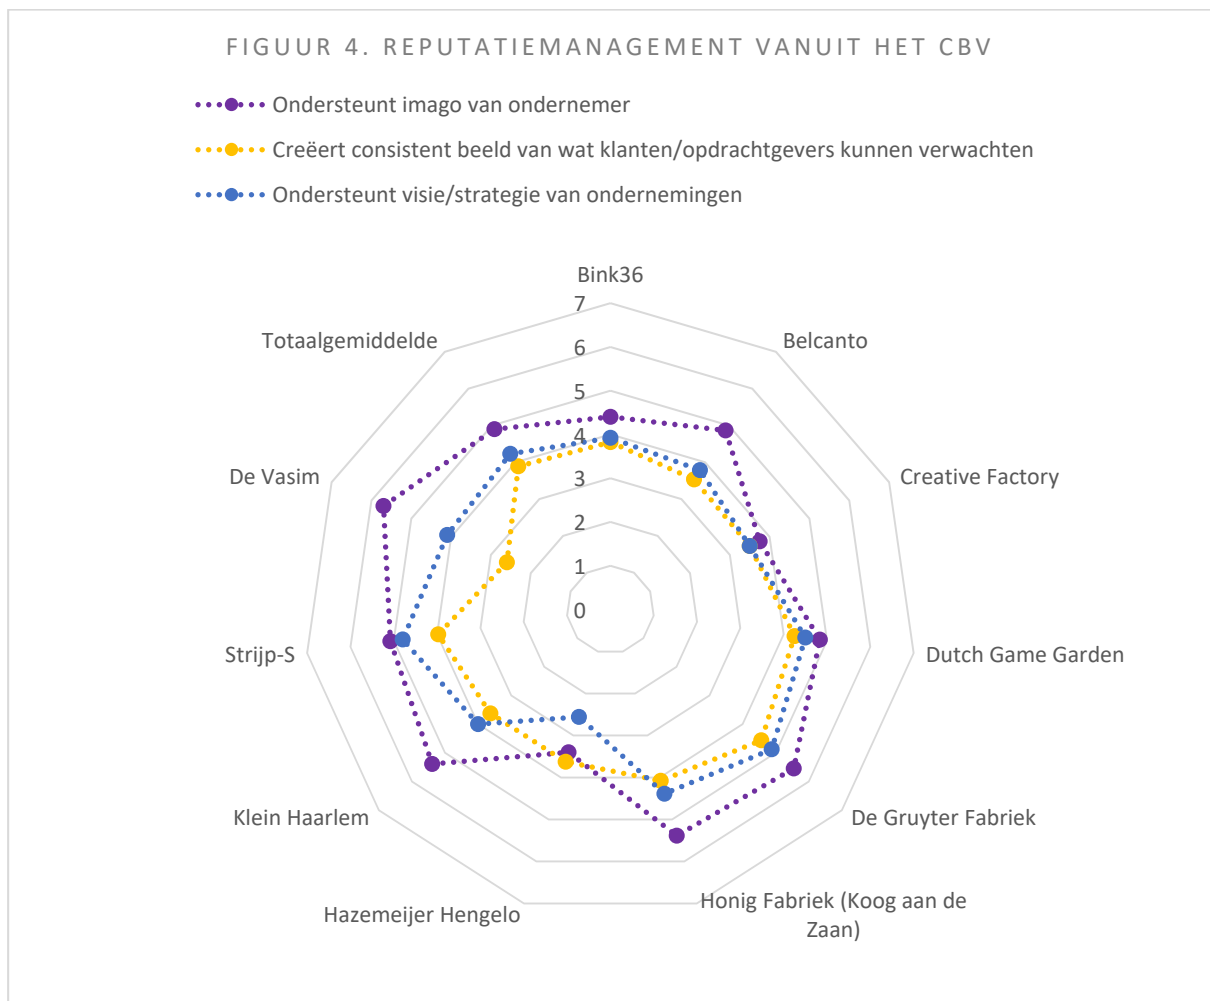 FIGUUR 4. REPUTATIEMANAGEMENT VANUIT HET CBV
Ondersteunt imago van ondernemer
Creëert consistent beeld van wat klanten/opdrachtgevers kunnen verwachten
Ondersteunt visie/strategie van ondernemingen
Bink36
7
6
5
4
3
2
1
0
Belcanto
Creative Factory
Dutch Game Garden
De Gruyter Fabriek
Honig Fabriek (Koog aan de
Zaan)
Hazemeijer Hengelo
Klein Haarlem
Strijp-S
De Vasim
Totaalgemiddelde